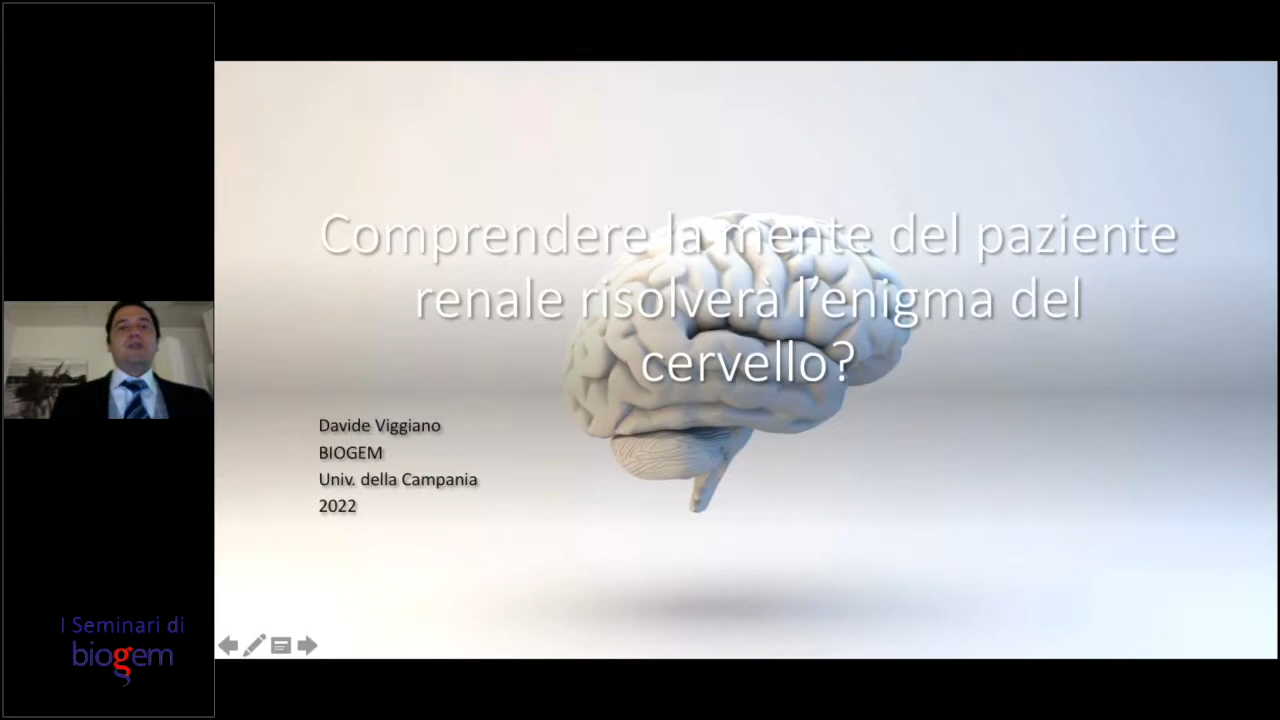 Comprendere la mente del paziente
renale risolverà l'enigma del
cervello?
Davide Viggiano
BIOGEM
Univ. della Campania
2022
I Seminari di
biogem